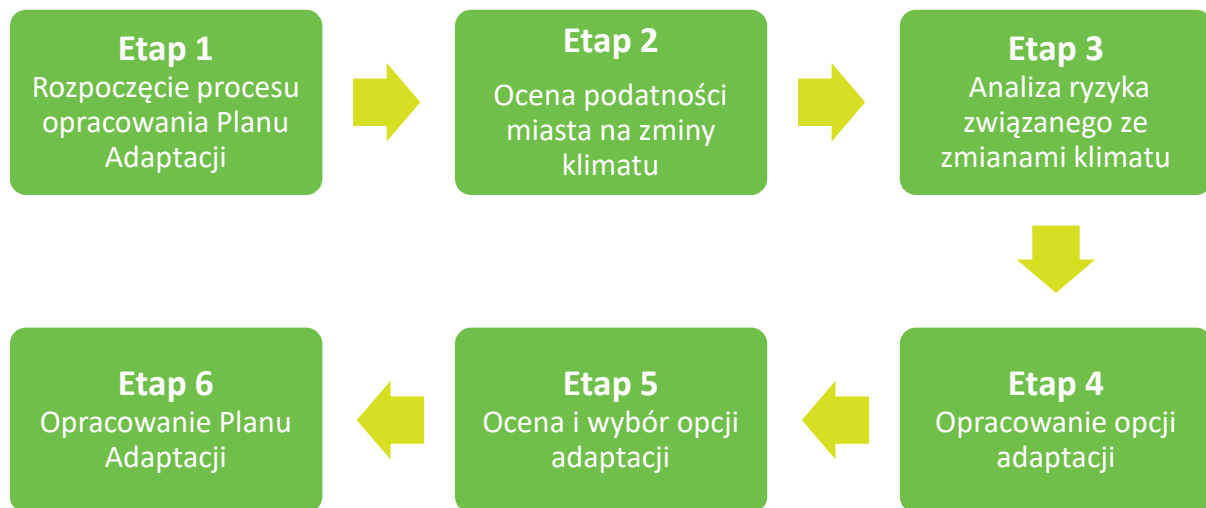 Etap 1
Rozpoczęcie procesu
opracowania Planu
Adaptacji
Etap 2
Ocena podatności
miasta na zminy
klimatu
Etap 3
Analiza ryzyka
związanego ze
zmianami klimatu
Etap 4
Opracowanie opcji
adaptacji
Etap 5
Ocena i wybór opcji
adaptacji
Etap 6
Opracowanie Planu
Adaptacji